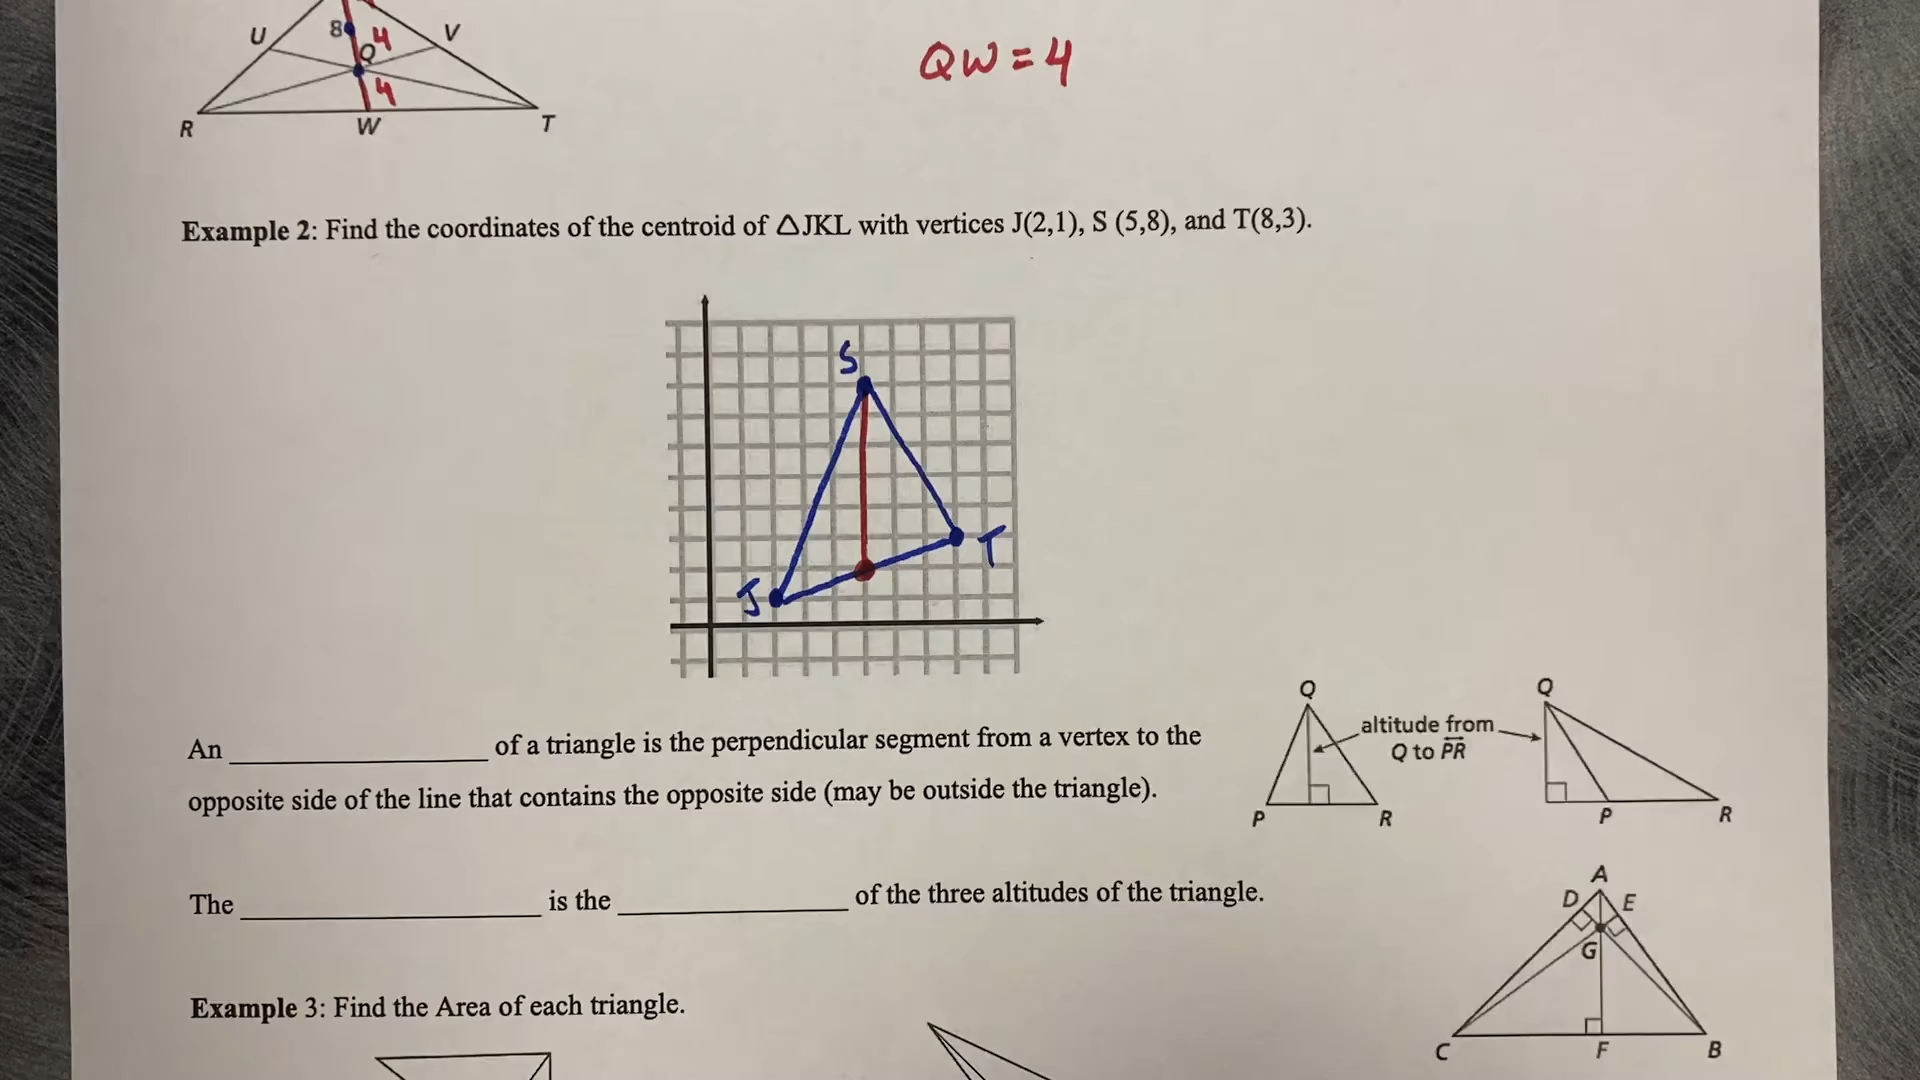 U
8
4
Q
V
4
R
W
T
QW = 4
Example 2: Find the coordinates of the centroid of △JKL with vertices J(2,1), S (5,8), and T(8,3).
S
T
J
An ____________ of a triangle is the perpendicular segment from a vertex to the
opposite side of the line that contains the opposite side (may be outside the triangle).
Q
altitude from
Q to PR
P
R
Q
P
R
The ____________ is the ____________ of the three altitudes of the triangle.
A
D
E
G
C
F
B
Example 3: Find the Area of each triangle.